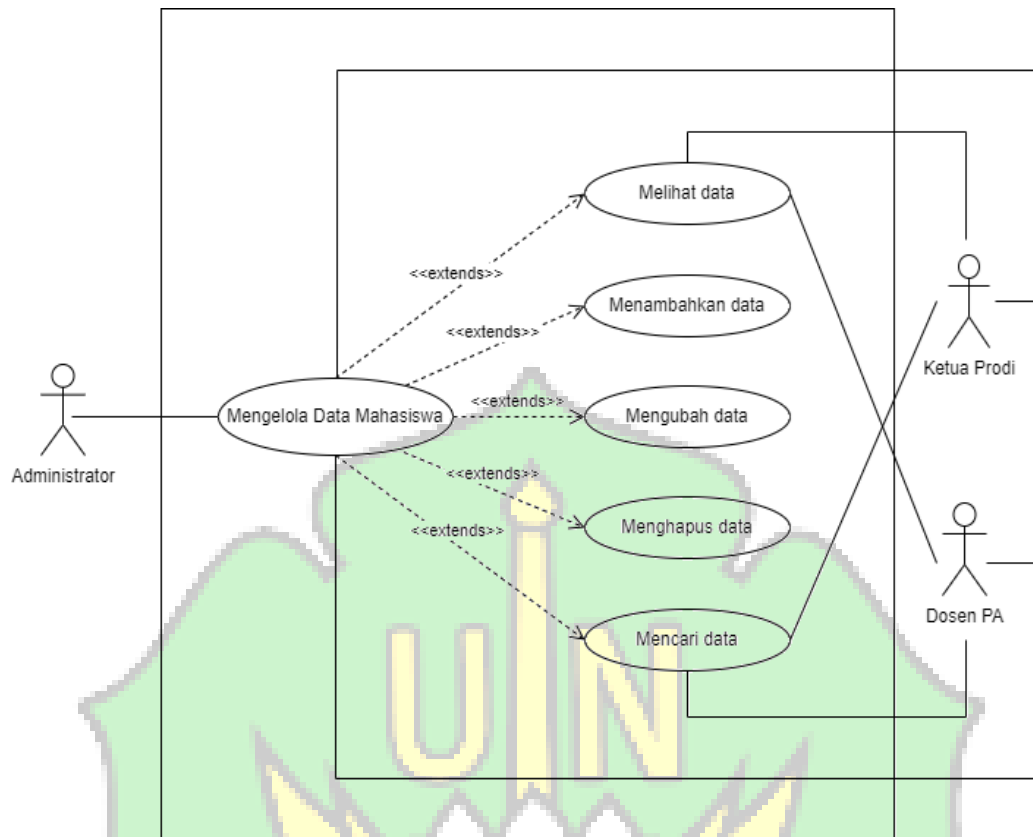 Melihat data
<<extends>>
Menambahkan data
<<extends>>
Ketua Prodi
<<extends>>
Mengelola Data Mahasiswa
Mengubah data
Administrator
<<extends>>
Menghapus data
<<extends>>
Dosen PA
Mencari data
UIN